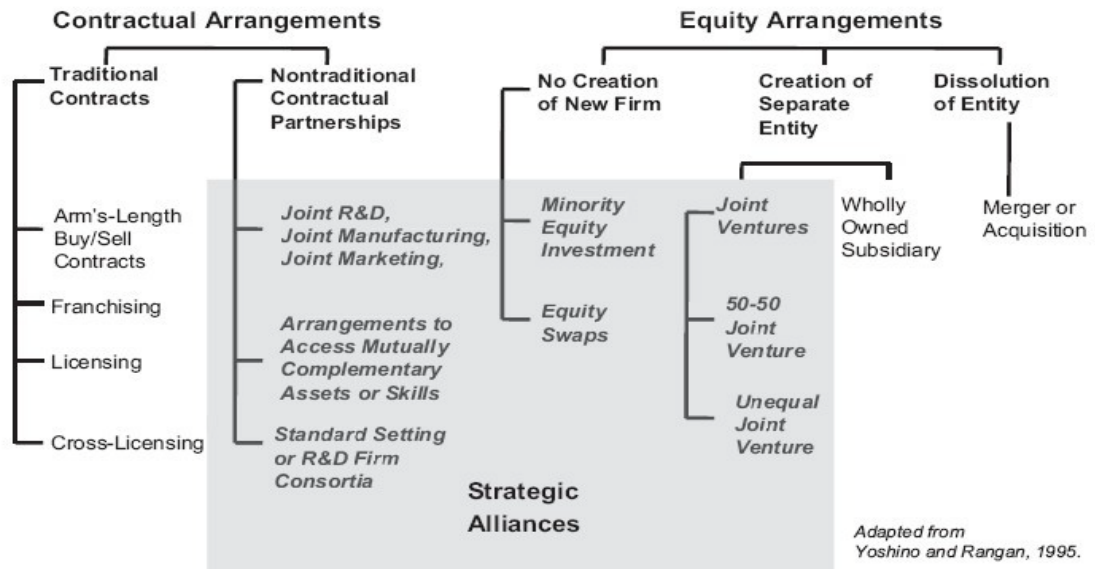 Contractual Arrangements
Equity Arrangements
Traditional
Contracts
Nontraditional
Contractual
Partnerships
No Creation
of New Firm
Creation of
Separate
Entity
Dissolution
of Entity
Arm's-Length
Buy/Sell
Contracts
Franchising
Licensing
Cross-Licensing
Joint R&D,
Joint Manufacturing,
Joint Marketing,
Arrangements to
Access Mutually
Complementary
Assets or Skills
Standard Setting
or R&D Firm
Consortia
Minority
Equity
Investment
Equity
Swaps
Joint
Ventures
50-50
Joint
Venture
Unequal
Joint
Venture
Wholly
Owned
Subsidiary
Merger or
Acquisition
Strategic
Alliances
Adapted from
Yoshino and Rangan, 1995.